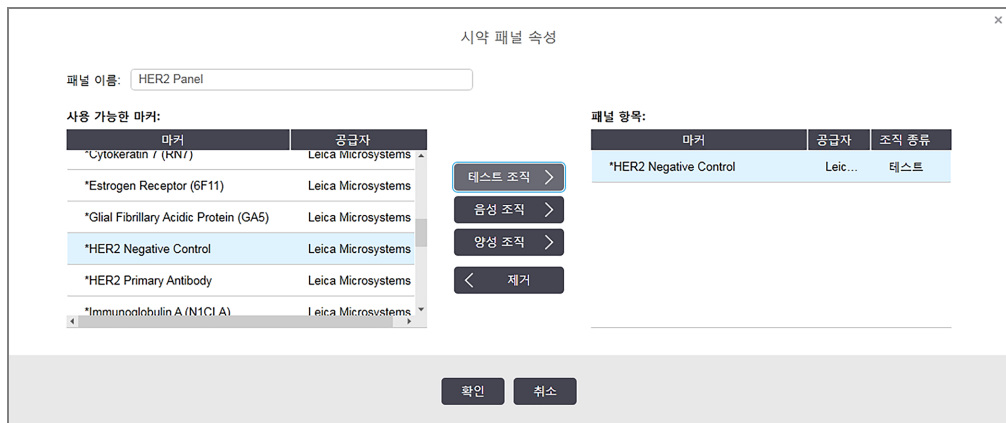 ×
시약 패널 속성
패널 이름: HER2 Panel
사용 가능한 마커:
마커 공급자
*Cytokeratin 7 (RN7) Leica Microsystems
*Estrogen Receptor (6F11) Leica Microsystems
*Glial Fibrillary Acidic Protein (GA5) Leica Microsystems
*HER2 Negative Control Leica Microsystems
*HER2 Primary Antibody Leica Microsystems
*Immunoglobulin A (N1CLA) Leica Microsystems
테스트 조직
음성 조직
양성 조직
제거
패널 항목:
마커 공급자 조직 종류
*HER2 Negative Control Leic... 테스트
확인 취소